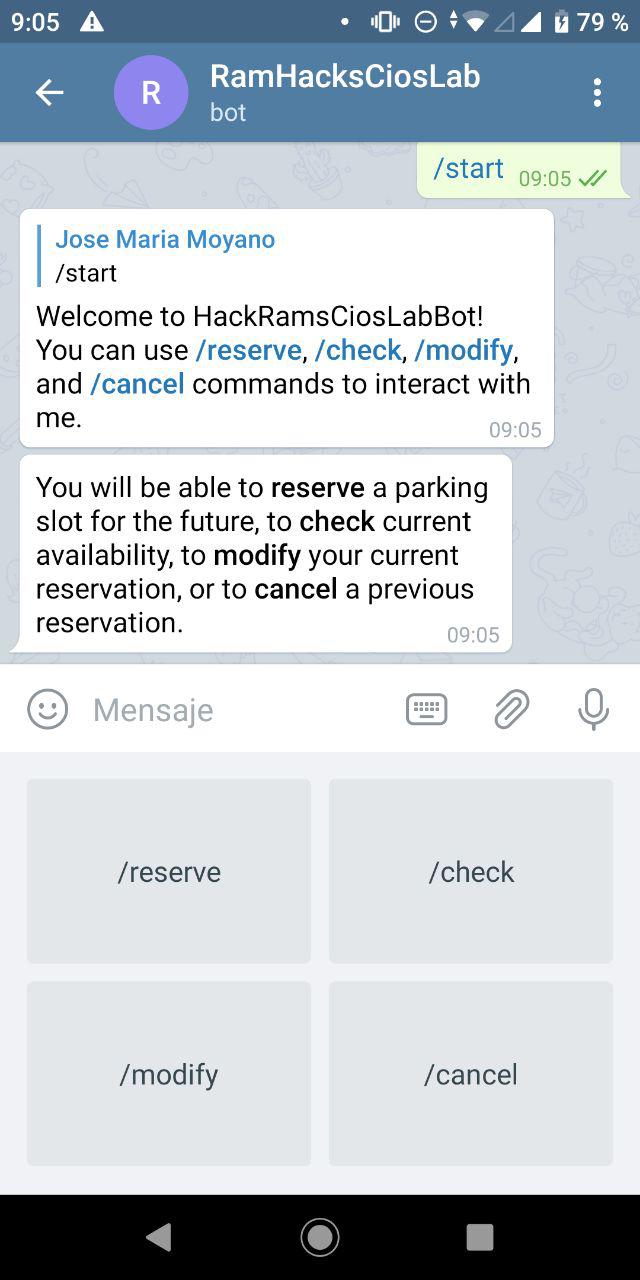 9:05 79 %
R RamHacksCiosLab
bot
/start 09:05
Jose Maria Moyano
/start
Welcome to HackRamsCiosLabBot!
You can use /reserve, /check, /modify,
and /cancel commands to interact with
me.
09:05
You will be able to reserve a parking
slot for the future, to check current
availability, to modify your current
reservation, or to cancel a previous
reservation.
09:05
Mensaje
/reserve /check
/modify /cancel